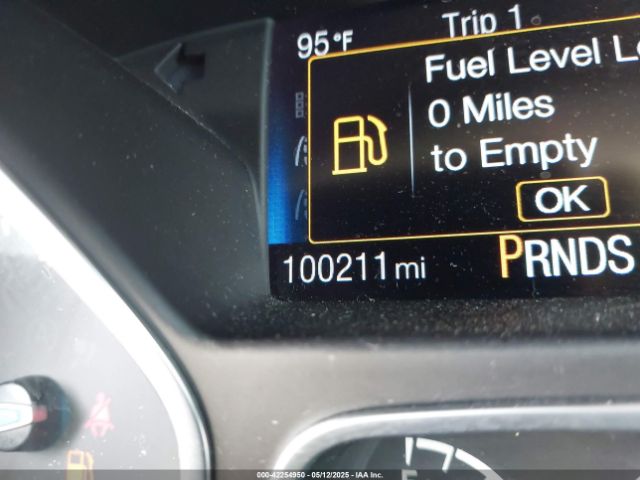 Trip 1
95°F
Fuel Level
0 Miles
to Empty
OK
100211 mi
PRNDS
000-42254950 - 05/12/2025 - IAA Inc.